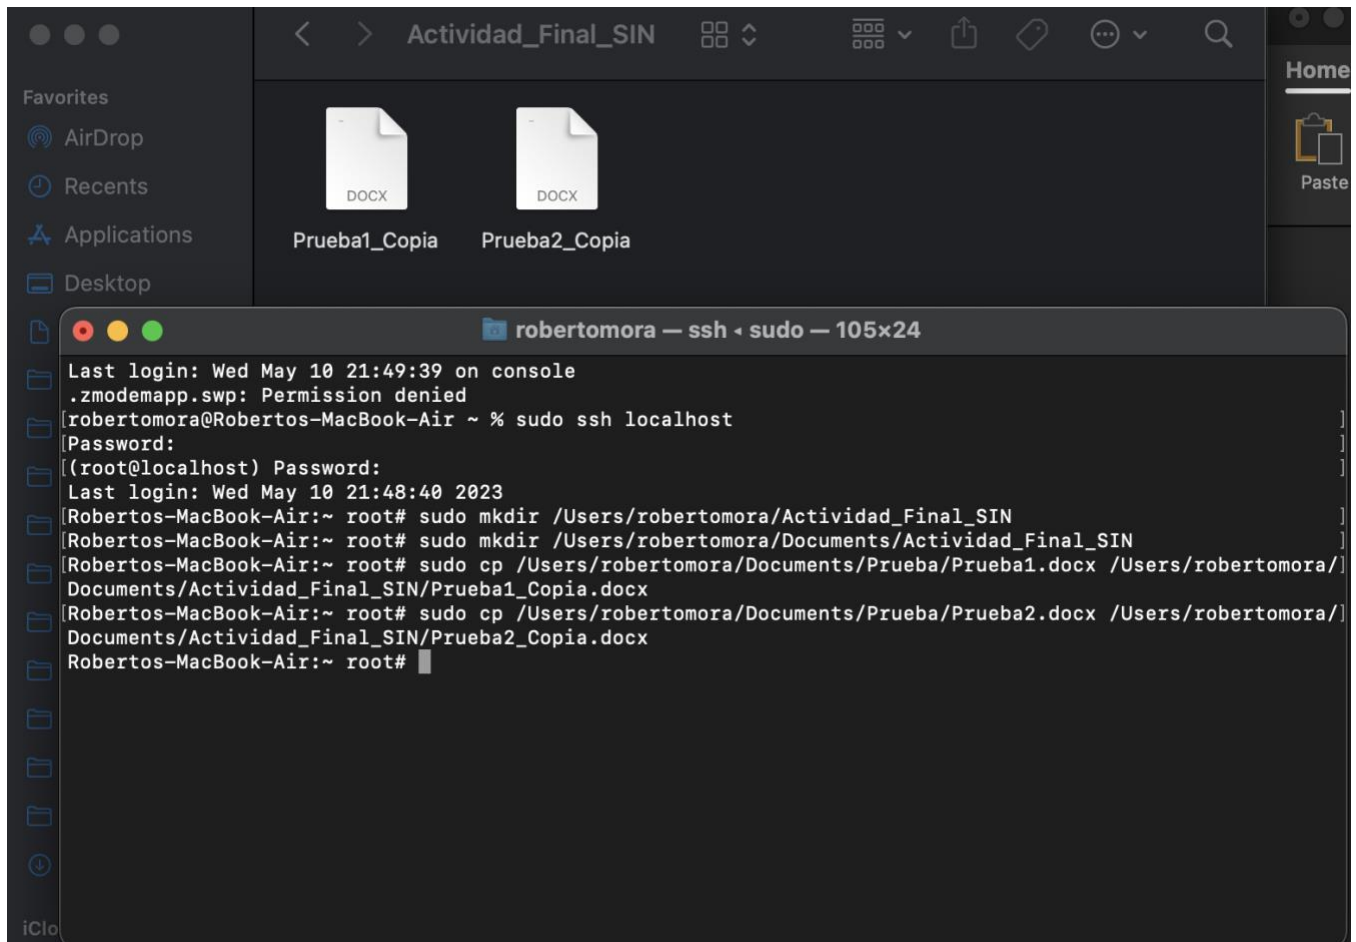 Actividad_Final_SIN
Home
Favorites
AirDrop
DOCX
DOCX
Paste
Recents
Applications
Prueba1_Copia
Prueba2_Copia
Desktop
robertomora — ssh ◂ sudo — 105×24
Last login: Wed May 10 21:49:39 on console
.zmodemapp.swp: Permission denied
[robertomora@Robertos-MacBook-Air ~ % sudo ssh localhost ]
[Password: ]
[(root@localhost) Password: ]
Last login: Wed May 10 21:48:40 2023
[Robertos-MacBook-Air:~ root# sudo mkdir /Users/robertomora/Actividad_Final_SIN ]
[Robertos-MacBook-Air:~ root# sudo mkdir /Users/robertomora/Documents/Actividad_Final_SIN ]
[Robertos-MacBook-Air:~ root# sudo cp /Users/robertomora/Documents/Prueba/Prueba1.docx /Users/robertomora/]
Documents/Actividad_Final_SIN/Prueba1_Copia.docx
[Robertos-MacBook-Air:~ root# sudo cp /Users/robertomora/Documents/Prueba/Prueba2.docx /Users/robertomora/]
Documents/Actividad_Final_SIN/Prueba2_Copia.docx
Robertos-MacBook-Air:~ root#
iClo